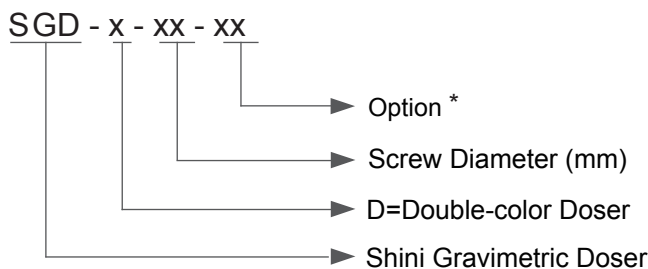 SGD - x - xx - xx
Option *
Screw Diameter (mm)
D=Double-color Doser
Shini Gravimetric Doser